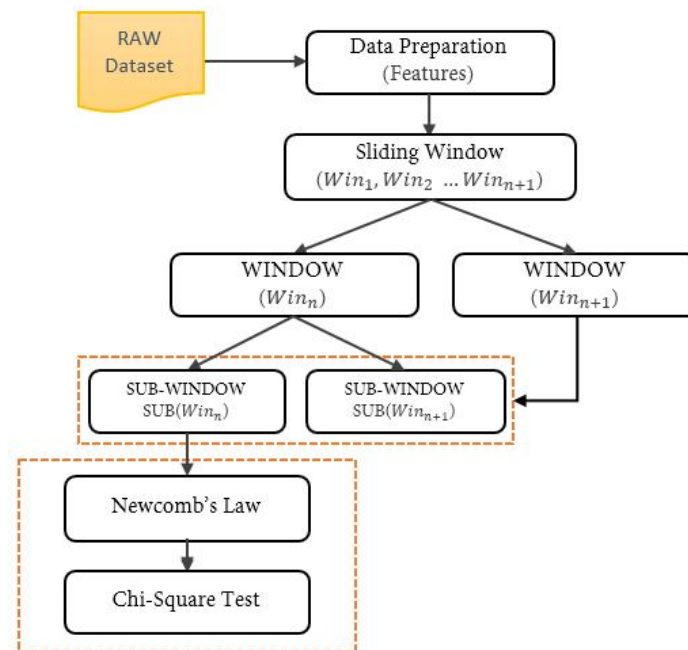 RAW
Dataset
Data Preparation
(Features)
Sliding Window
(Win₁, Win₂ ... Winₙ₊₁)
WINDOW
(Winₙ)
WINDOW
(Winₙ₊₁)
SUB-WINDOW
SUB(Winₙ)
SUB-WINDOW
SUB(Winₙ₊₁)
Newcomb's Law
Chi-Square Test